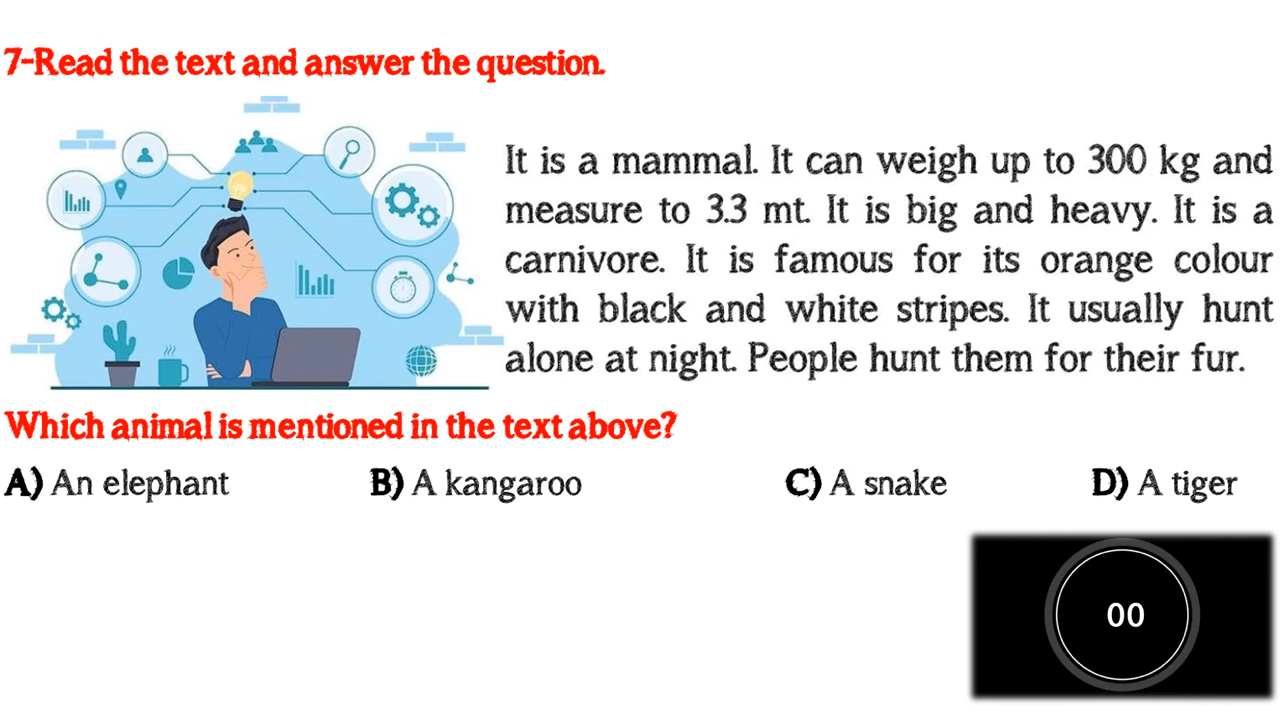 7-Read the text and answer the question.
It is a mammal. It can weigh up to 300 kg and
measure to 3.3 mt. It is big and heavy. It is a
carnivore. It is famous for its orange colour
with black and white stripes. It usually hunt
alone at night. People hunt them for their fur.
Which animal is mentioned in the text above?
A) An elephant B) A kangaroo C) A snake D) A tiger
00